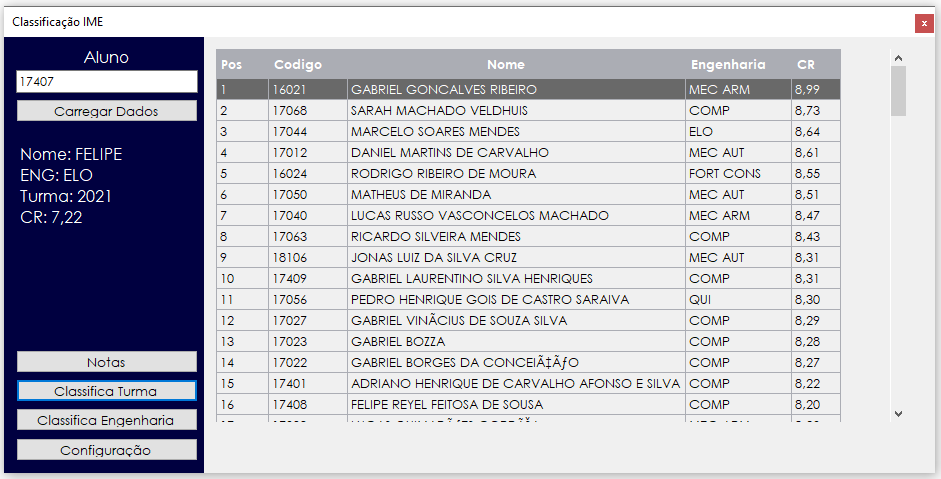 Classificação IME
x
Aluno
17407
Carregar Dados
Nome: FELIPE
ENG: ELO
Turma: 2021
CR: 7,22
Notas
Classifica Turma
Classifica Engenharia
Configuração
Pos Codigo Nome Engenharia CR
1 16021 GABRIEL GONCALVES RIBEIRO MEC ARM 8,99
2 17068 SARAH MACHADO VELDHUIS COMP 8,73
3 17044 MARCELO SOARES MENDES ELO 8,64
4 17012 DANIEL MARTINS DE CARVALHO MEC AUT 8,61
5 16024 RODRIGO RIBEIRO DE MOURA FORT CONS 8,55
6 17050 MATHEUS DE MIRANDA MEC AUT 8,51
7 17040 LUCAS RUSSO VASCONCELOS MACHADO MEC ARM 8,47
8 17063 RICARDO SILVEIRA MENDES COMP 8,43
9 18106 JONAS LUIZ DA SILVA CRUZ MEC AUT 8,31
10 17409 GABRIEL LAURENTINO SILVA HENRIQUES COMP 8,31
11 17056 PEDRO HENRIQUE GOIS DE CASTRO SARAIVA QUI 8,30
12 17027 GABRIEL VINÃCIUS DE SOUZA SILVA COMP 8,29
13 17023 GABRIEL BOZZA COMP 8,28
14 17022 GABRIEL BORGES DA CONCEIÃ‡ÃƒO COMP 8,27
15 17401 ADRIANO HENRIQUE DE CARVALHO AFONSO E SILVA COMP 8,22
16 17408 FELIPE REYEL FEITOSA DE SOUSA COMP 8,20